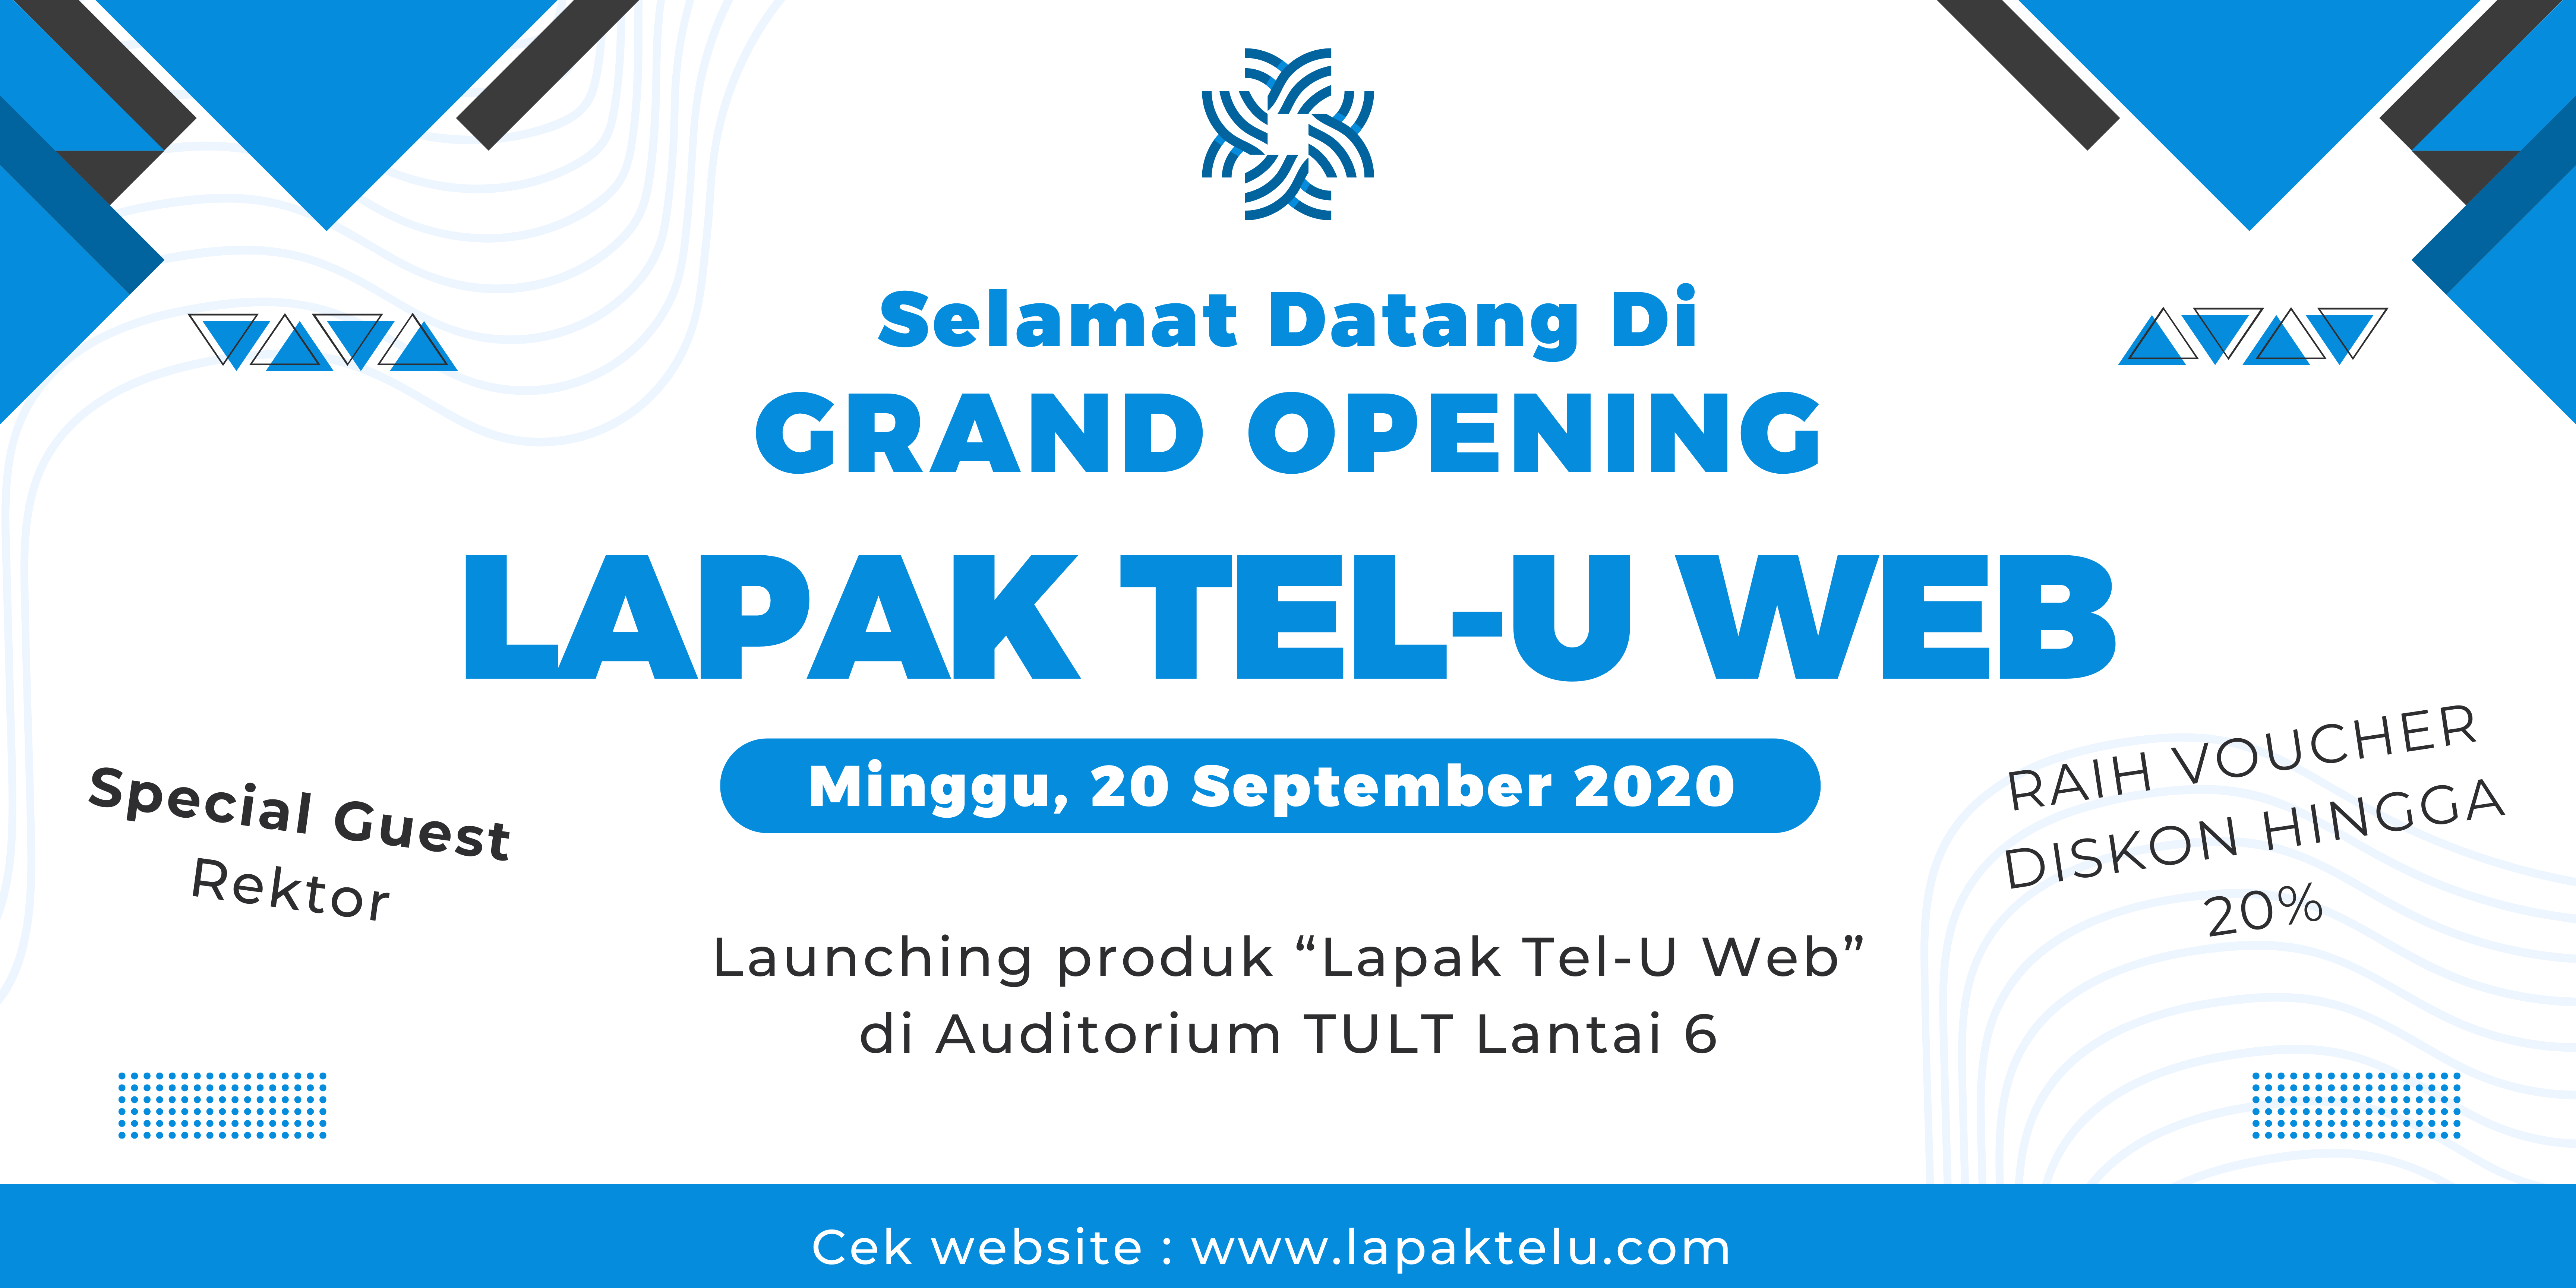 Selamat Datang Di
GRAND OPENING
LAPAK TEL-U WEB
Minggu, 20 September 2020
Special Guest
Rektor
RAIH VOUCHER
DISKON HINGGA
20%
Launching produk “Lapak Tel-U Web”
di Auditorium TULT Lantai 6
Cek website : www.lapaktelu.com